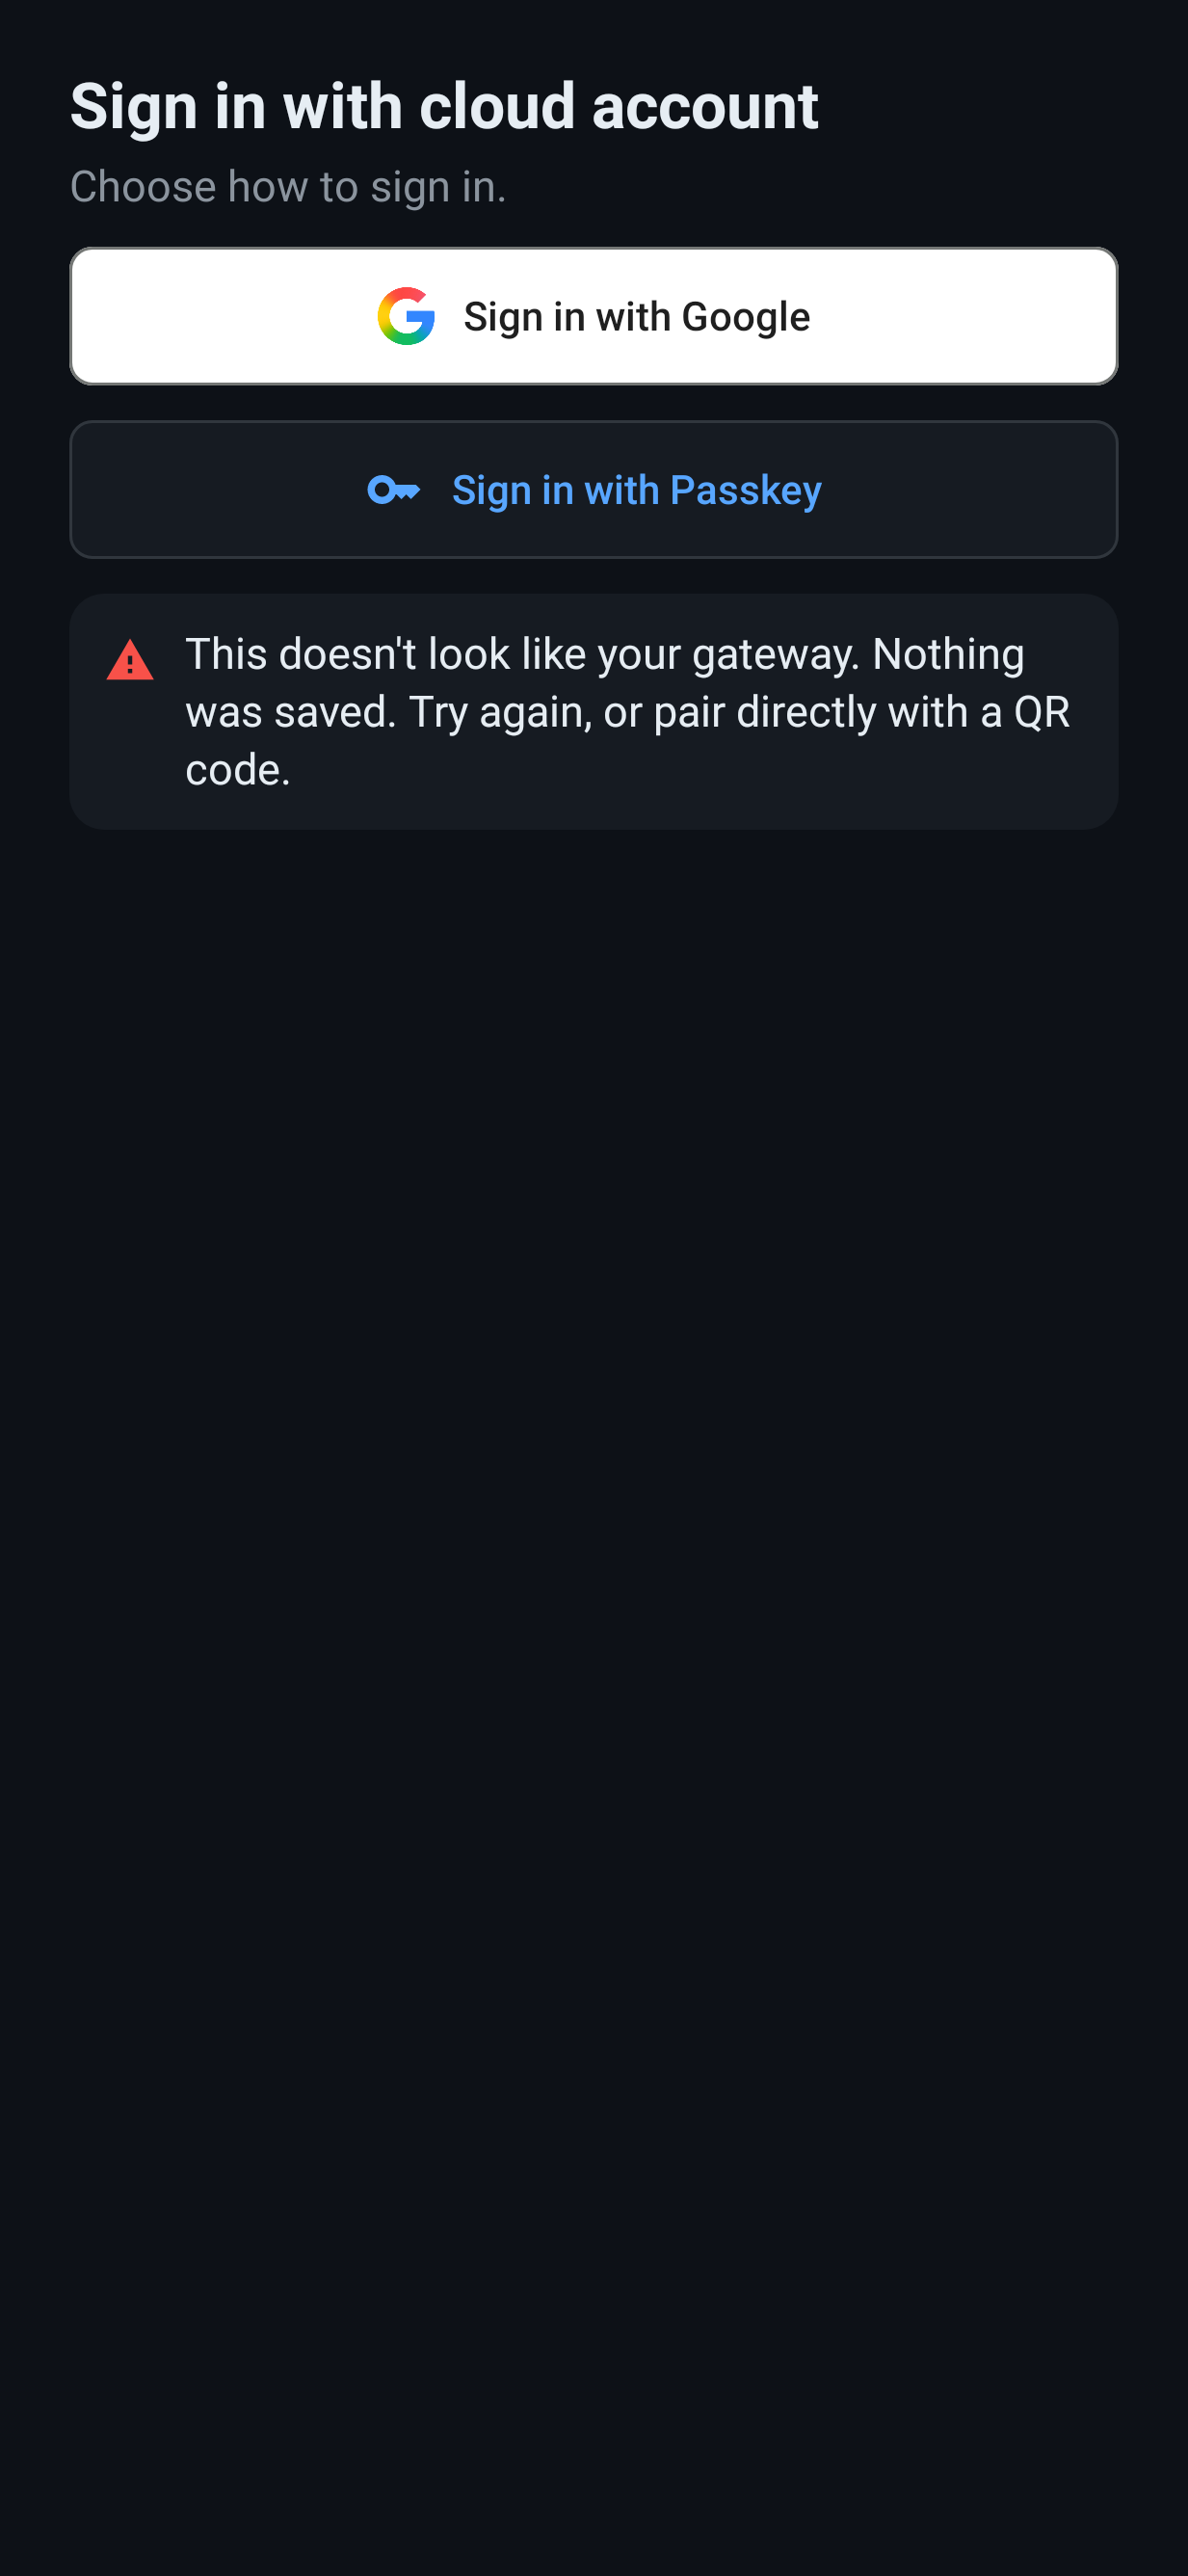 Sign in with cloud account
Choose how to sign in.
Sign in with Google
Sign in with Passkey
This doesn't look like your gateway. Nothing
was saved. Try again, or pair directly with a QR
code.